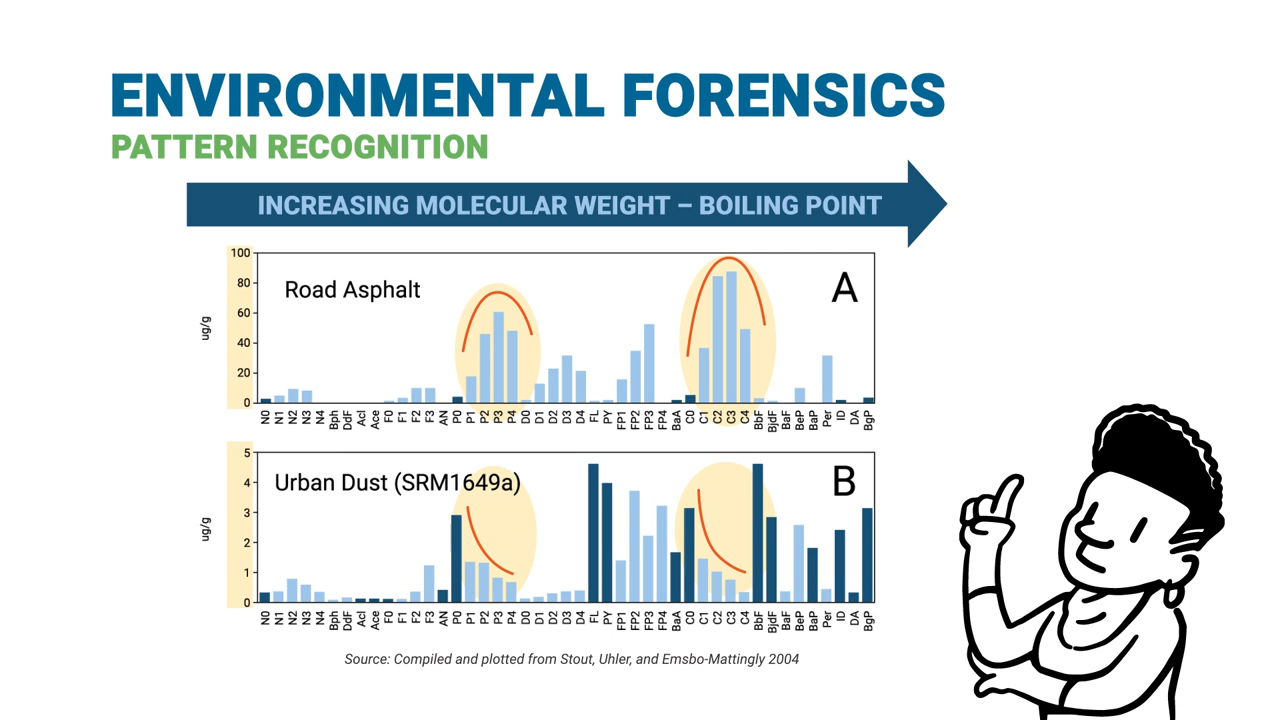 ENVIRONMENTAL FORENSICS
PATTERN RECOGNITION
INCREASING MOLECULAR WEIGHT – BOILING POINT
100
80
60
40
20
0
ug/g
Road Asphalt
A
N0 N1 N2 N3 N4 Bph DdF Acl Ace F0 F1 F2 F3 AN P0 P1 P2 P3 P4 D0 D1 D2 D3 D4 FL PY FP1 FP2 FP3 FP4 BaA C0 C1 C2 C3 C4 BbF BjdF BaF BeP BaP Per ID DA BgP
5
4
3
2
1
0
ug/g
Urban Dust (SRM1649a)
B
N0 N1 N2 N3 N4 Bph DdF Acl Ace F0 F1 F2 F3 AN P0 P1 P2 P3 P4 D0 D1 D2 D3 D4 FL PY FP1 FP2 FP3 FP4 BaA C0 C1 C2 C3 C4 BbF BjdF BaF BeP BaP Per ID DA BgP
Source: Compiled and plotted from Stout, Uhler, and Emsbo-Mattingly 2004